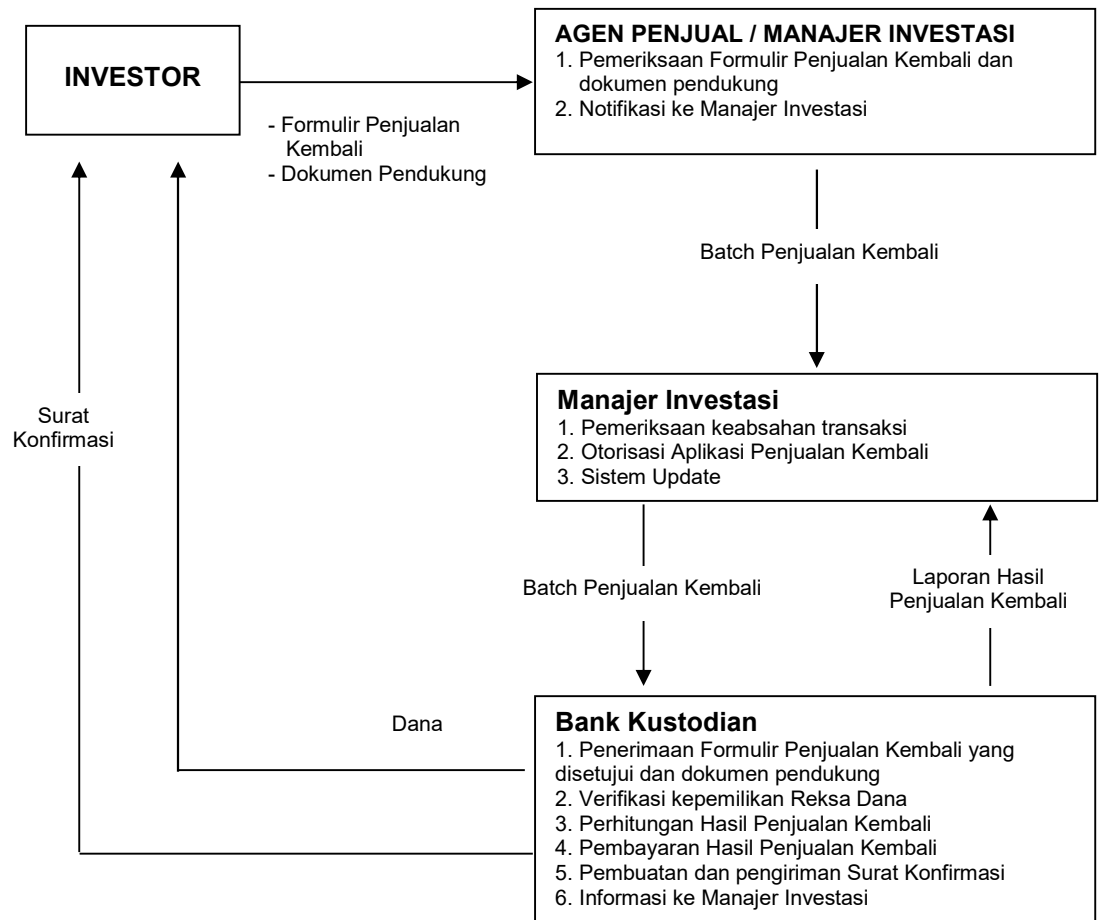 INVESTOR
AGEN PENJUAL / MANAJER INVESTASI
1. Pemeriksaan Formulir Penjualan Kembali dan
dokumen pendukung
2. Notifikasi ke Manajer Investasi
- Formulir Penjualan
Kembali
- Dokumen Pendukung
Batch Penjualan Kembali
Manajer Investasi
1. Pemeriksaan keabsahan transaksi
2. Otorisasi Aplikasi Penjualan Kembali
3. Sistem Update
Surat
Konfirmasi
Batch Penjualan Kembali
Laporan Hasil
Penjualan Kembali
Dana
Bank Kustodian
1. Penerimaan Formulir Penjualan Kembali yang
disetujui dan dokumen pendukung
2. Verifikasi kepemilikan Reksa Dana
3. Perhitungan Hasil Penjualan Kembali
4. Pembayaran Hasil Penjualan Kembali
5. Pembuatan dan pengiriman Surat Konfirmasi
6. Informasi ke Manajer Investasi